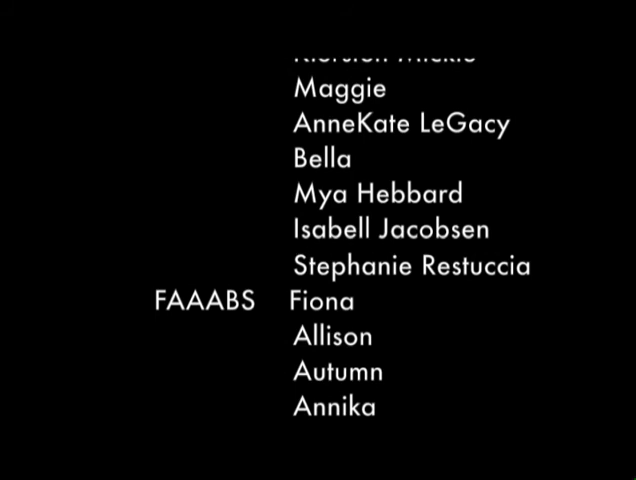 Maggie
AnneKate LeGacy
Bella
Mya Hebbard
Isabell Jacobsen
Stephanie Restuccia
FAAABS Fiona
Allison
Autumn
Annika